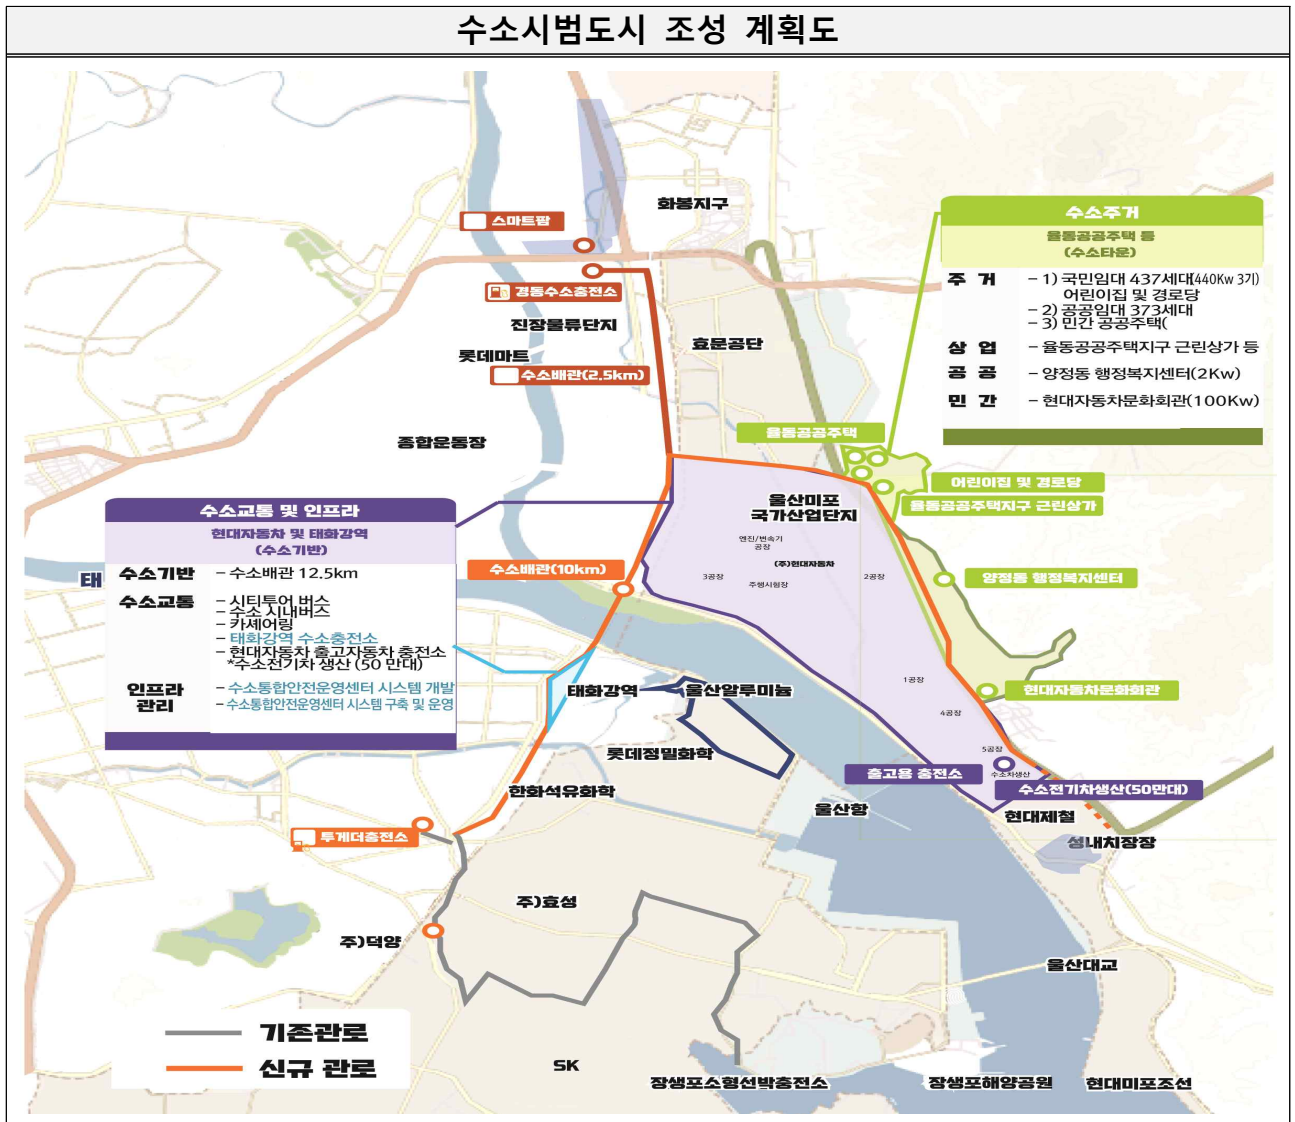 수소시범도시 조성 계획도
화봉지구
스마트팜
경동수소충전소
진장물류단지
롯데마트
수소배관(2.5km)
효문공단
종합운동장
수소주거
율동공공주택 등
(수소타운)
주 거 - 1) 국민임대 437세대(440Kw 3기)
어린이집 및 경로당
- 2) 공공임대 373세대
- 3) 민간 공공주택(
상 업 - 율동공공주택지구 근린상가 등
공 공 - 양정동 행정복지센터(2Kw)
민 간 - 현대자동차문화회관(100Kw)
율동공공주택
어린이집 및 경로당
율동공공주택지구 근린상가
울산미포
국가산업단지
엔진/변속기
공장
(주)현대자동차
3공장
주행시험장
2공장
양정동 행정복지센터
수소교통 및 인프라
현대자동차 및 태화강역
(수소기반)
수소기반 - 수소배관 12.5km
수소교통 - 시티투어 버스
- 수소 시내버스
- 카셰어링
- 태화강역 수소충전소
- 현대자동차 출고자동차 충전소
*수소전기차 생산 (50 만대)
인프라
관리
- 수소통합안전운영센터 시스템 개발
- 수소통합안전운영센터 시스템 구축 및 운영
태
수소배관(10km)
1공장
4공장
현대자동차문화회관
태화강역
울산알루미늄
5공장
수소차생산
롯데정밀화학
출고용 충전소
수소전기차생산(50만대)
한화석유화학
울산항
현대제철
성내치장장
투게더충전소
주)효성
주)덕양
울산대교
기존관로
신규 관로
SK
장생포소형선박충전소
장생포해양공원
현대미포조선